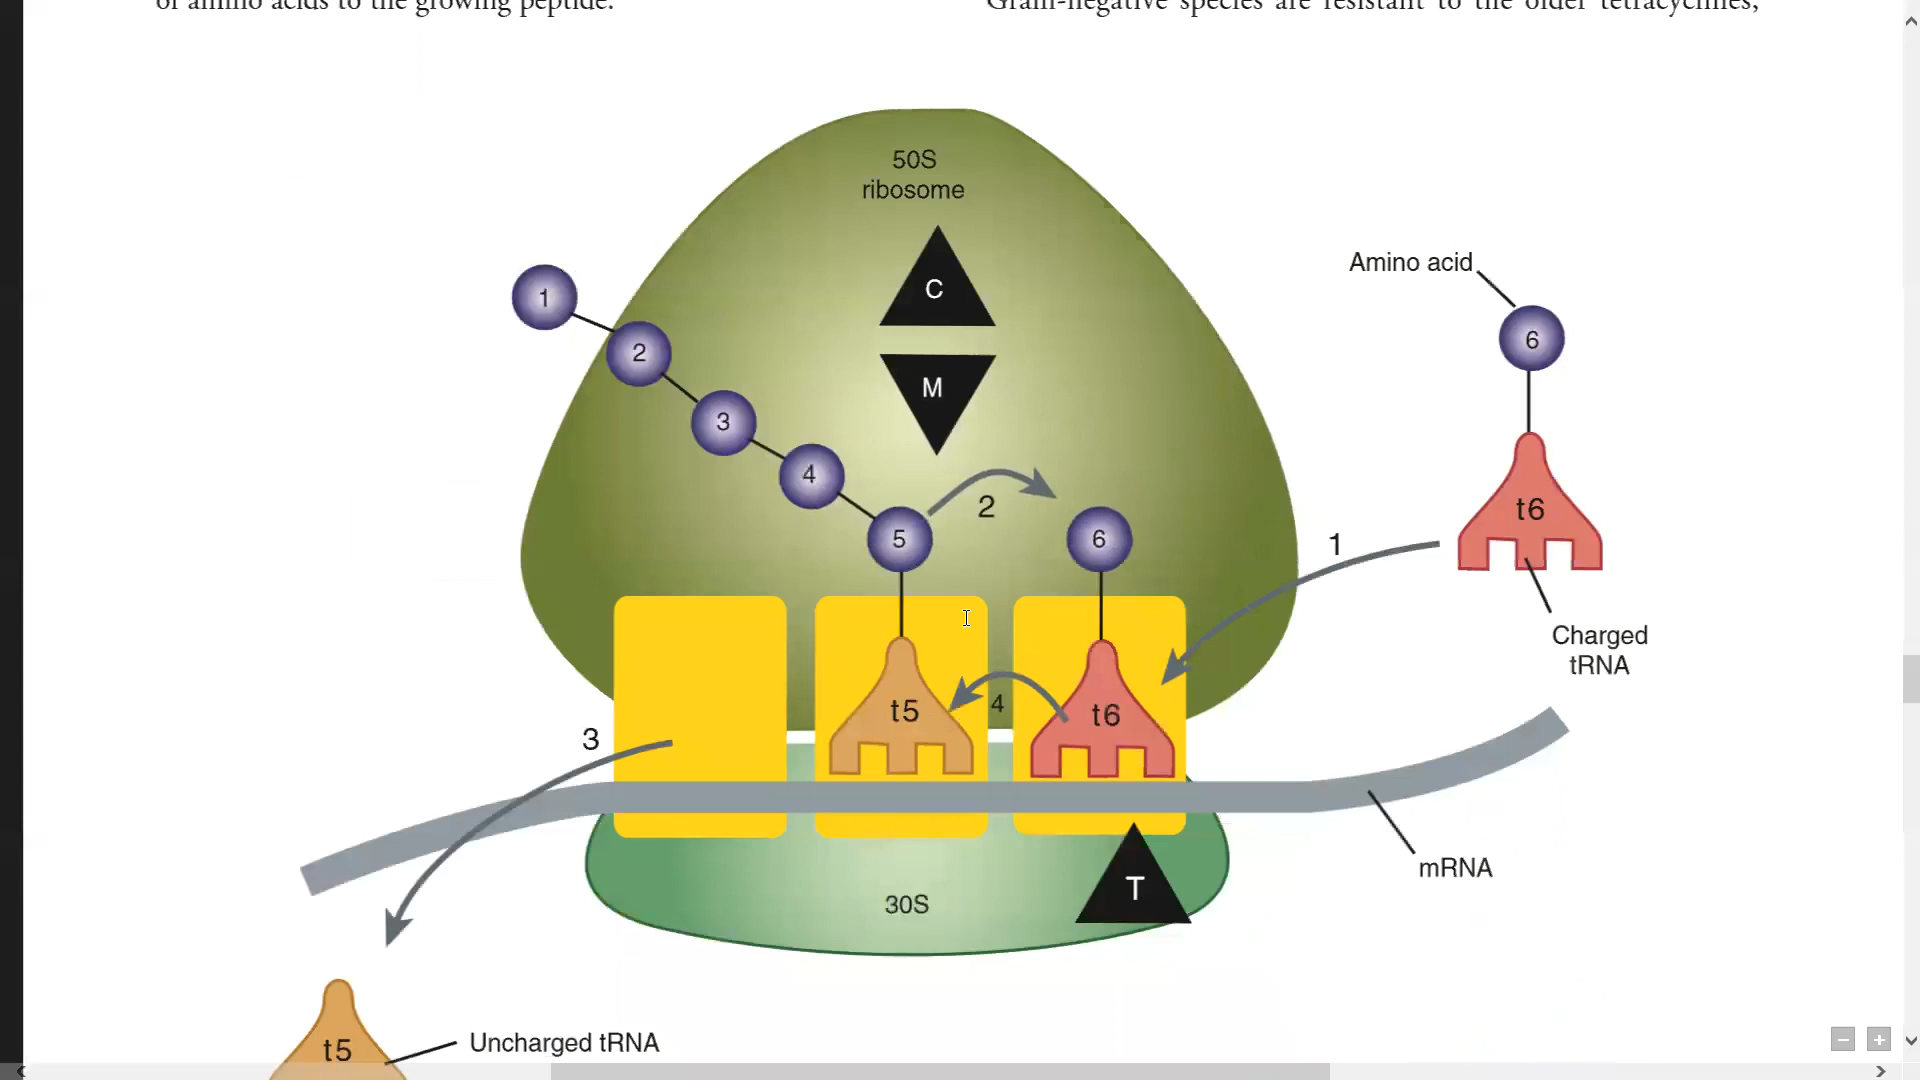 of amino acids to the growing peptide.
Gram-negative species are resistant to the older tetracyclines,
50S
ribosome
C
M
Amino acid
1
2
3
4
5
6
6
2
1
t6
Charged
tRNA
t5
4
t6
3
mRNA
30S
T
t5
Uncharged tRNA